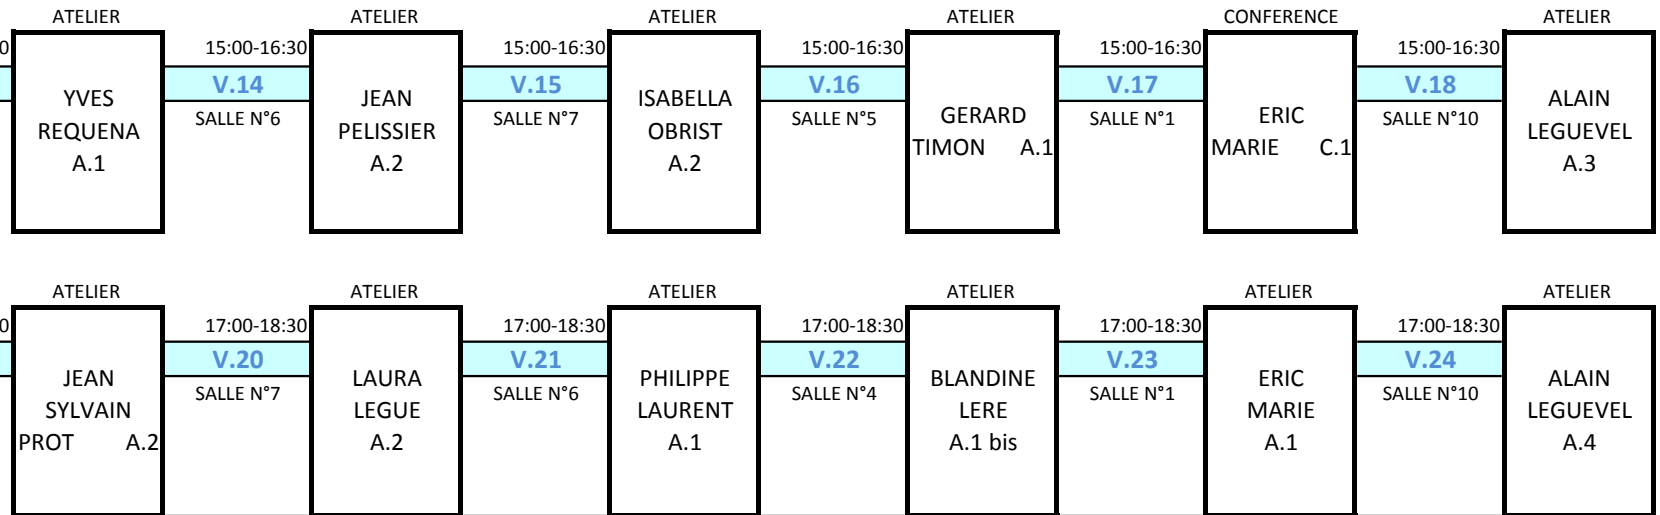 ATELIER ATELIER ATELIER ATELIER CONFERENCE ATELIER
0 15:00-16:30 15:00-16:30 15:00-16:30 15:00-16:30 15:00-16:30
V.14 V.15 V.16 V.17 V.18
YVES JEAN ISABELLA GERARD ERIC ALAIN
SALLE N°6 SALLE N°7 SALLE N°5 SALLE N°1 SALLE N°10
REQUENA PELISSIER OBRIST TIMON A.1 MARIE C.1 LEGUEVEL
A.1 A.2 A.2 A.3
ATELIER ATELIER ATELIER ATELIER ATELIER ATELIER
0 17:00-18:30 17:00-18:30 17:00-18:30 17:00-18:30 17:00-18:30
V.20 V.21 V.22 V.23 V.24
JEAN LAURA PHILIPPE BLANDINE ERIC ALAIN
SALLE N°7 SALLE N°6 SALLE N°4 SALLE N°1 SALLE N°10
SYLVAIN LEGUE LAURENT LERE MARIE LEGUEVEL
PROT A.2 A.2 A.1 A.1 bis A.1 A.4